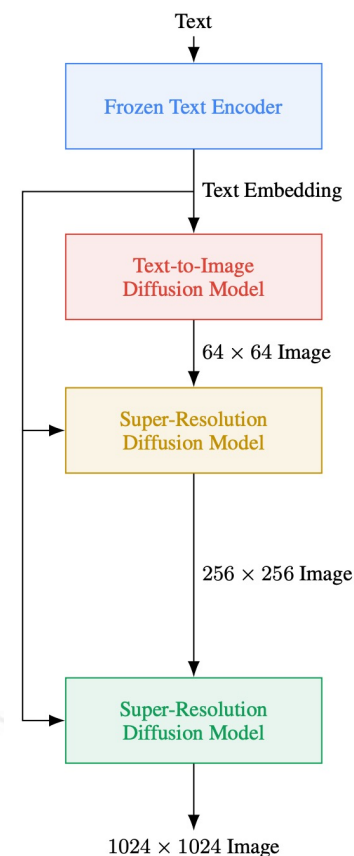 Text
Frozen Text Encoder
Text Embedding
Text-to-Image
Diffusion Model
64 × 64 Image
Super-Resolution
Diffusion Model
256 × 256 Image
Super-Resolution
Diffusion Model
1024 × 1024 Image